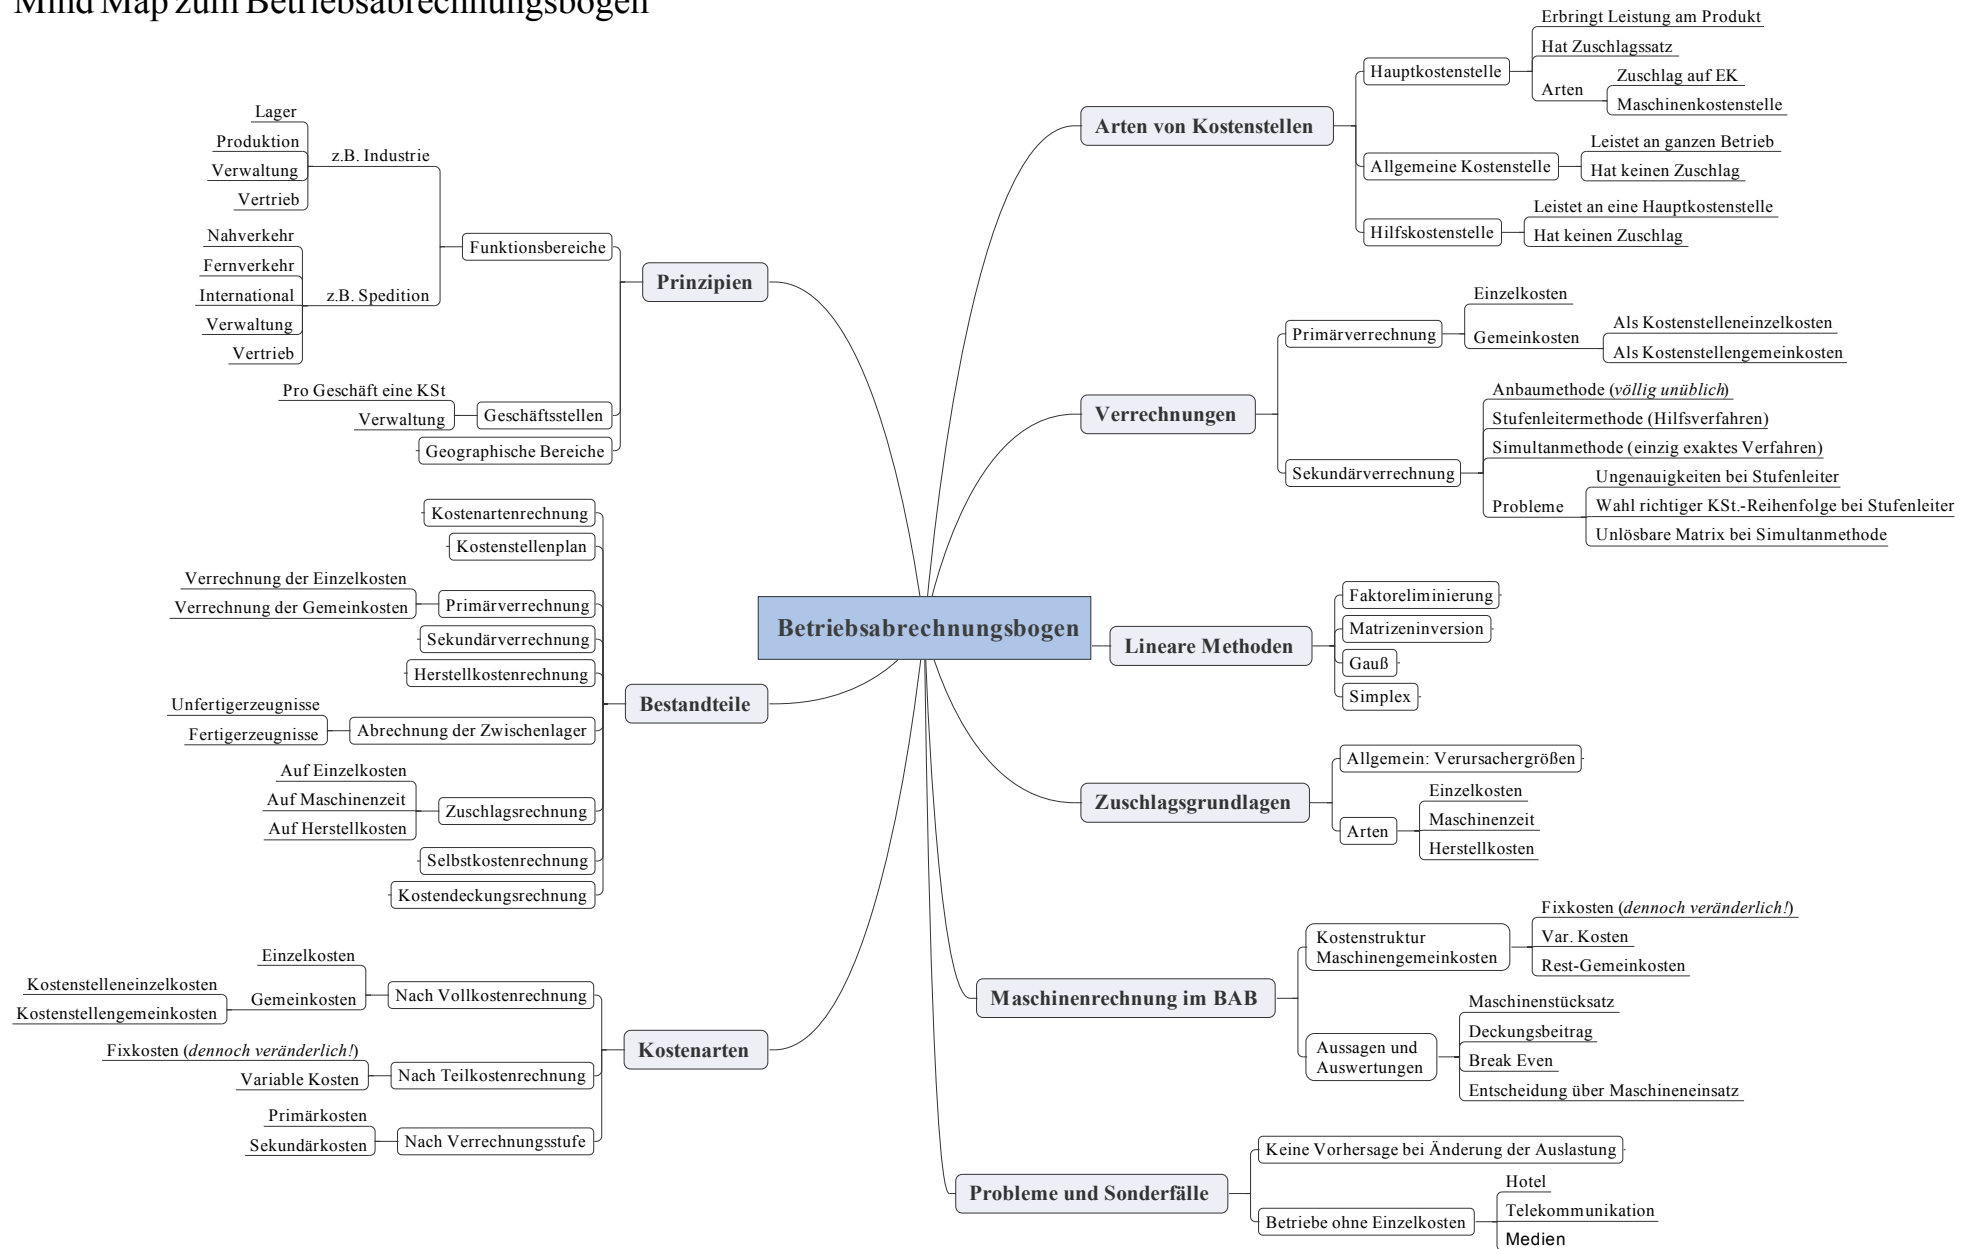 Mind Map zum Betriebsabrechnungsbogen
Betriebsabrechnungsbogen
Prinzipien
Funktionsbereiche
z.B. Industrie
Lager
Produktion
Verwaltung
Vertrieb
z.B. Spedition
Nahverkehr
Fernverkehr
International
Verwaltung
Vertrieb
Geschäftsstellen
Pro Geschäft eine KSt
Verwaltung
Geographische Bereiche
Bestandteile
Kostenartenrechnung
Kostenstellenplan
Primärverrechnung
Verrechnung der Einzelkosten
Verrechnung der Gemeinkosten
Sekundärverrechnung
Herstellkostenrechnung
Abrechnung der Zwischenlager
Unfertigerzeugnisse
Fertigerzeugnisse
Zuschlagsrechnung
Auf Einzelkosten
Auf Maschinenzeit
Auf Herstellkosten
Selbstkostenrechnung
Kostendeckungsrechnung
Kostenarten
Nach Vollkostenrechnung
Einzelkosten
Gemeinkosten
Kostenstelleneinzelkosten
Kostenstellengemeinkosten
Nach Teilkostenrechnung
Fixkosten (dennoch veränderlich!)
Variable Kosten
Nach Verrechnungsstufe
Primärkosten
Sekundärkosten
Arten von Kostenstellen
Hauptkostenstelle
Erbringt Leistung am Produkt
Hat Zuschlagssatz
Arten
Zuschlag auf EK
Maschinenkostenstelle
Allgemeine Kostenstelle
Leistet an ganzen Betrieb
Hat keinen Zuschlag
Hilfskostenstelle
Leistet an eine Hauptkostenstelle
Hat keinen Zuschlag
Verrechnungen
Primärverrechnung
Einzelkosten
Gemeinkosten
Als Kostenstelleneinzelkosten
Als Kostenstellengemeinkosten
Sekundärverrechnung
Anbaumethode (völlig unüblich)
Stufenleitermethode (Hilfsverfahren)
Simultanmethode (einzig exaktes Verfahren)
Probleme
Ungenauigkeiten bei Stufenleiter
Wahl richtiger KSt.-Reihenfolge bei Stufenleiter
Unlösbare Matrix bei Simultanmethode
Lineare Methoden
Faktoreliminierung
Matrizeninversion
Gauß
Simplex
Zuschlagsgrundlagen
Allgemein: Verursachergrößen
Arten
Einzelkosten
Maschinenzeit
Herstellkosten
Maschinenrechnung im BAB
Kostenstruktur
Maschinengemeinkosten
Fixkosten (dennoch veränderlich!)
Var. Kosten
Rest-Gemeinkosten
Aussagen und
Auswertungen
Maschinenstücksatz
Deckungsbeitrag
Break Even
Entscheidung über Maschineneinsatz
Probleme und Sonderfälle
Keine Vorhersage bei Änderung der Auslastung
Betriebe ohne Einzelkosten
Hotel
Telekommunikation
Medien